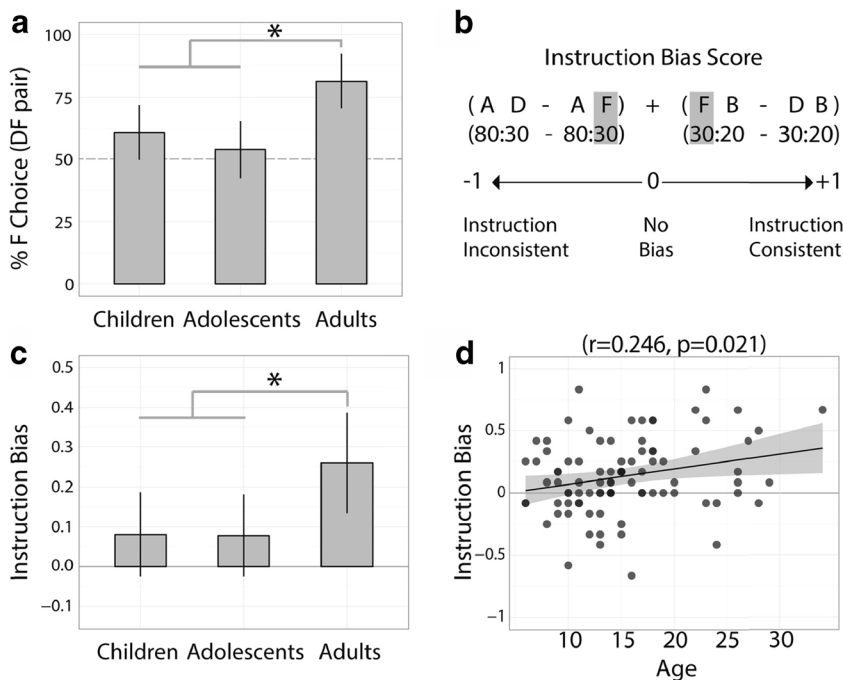 a
100
75
50
25
0
% F Choice (DF pair)
*
Children Adolescents Adults
b
Instruction Bias Score
( A D - A F ) + ( F B - D B )
(80:30 - 80:30) (30:20 - 30:20)
-1 0 +1
Instruction No Instruction
Inconsistent Bias Consistent
c
0.5
0.4
0.3
0.2
0.1
0.0
−0.1
Instruction Bias
*
Children Adolescents Adults
d
(r=0.246, p=0.021)
1
0.5
0
−0.5
−1
Instruction Bias
10 15 20 25 30
Age